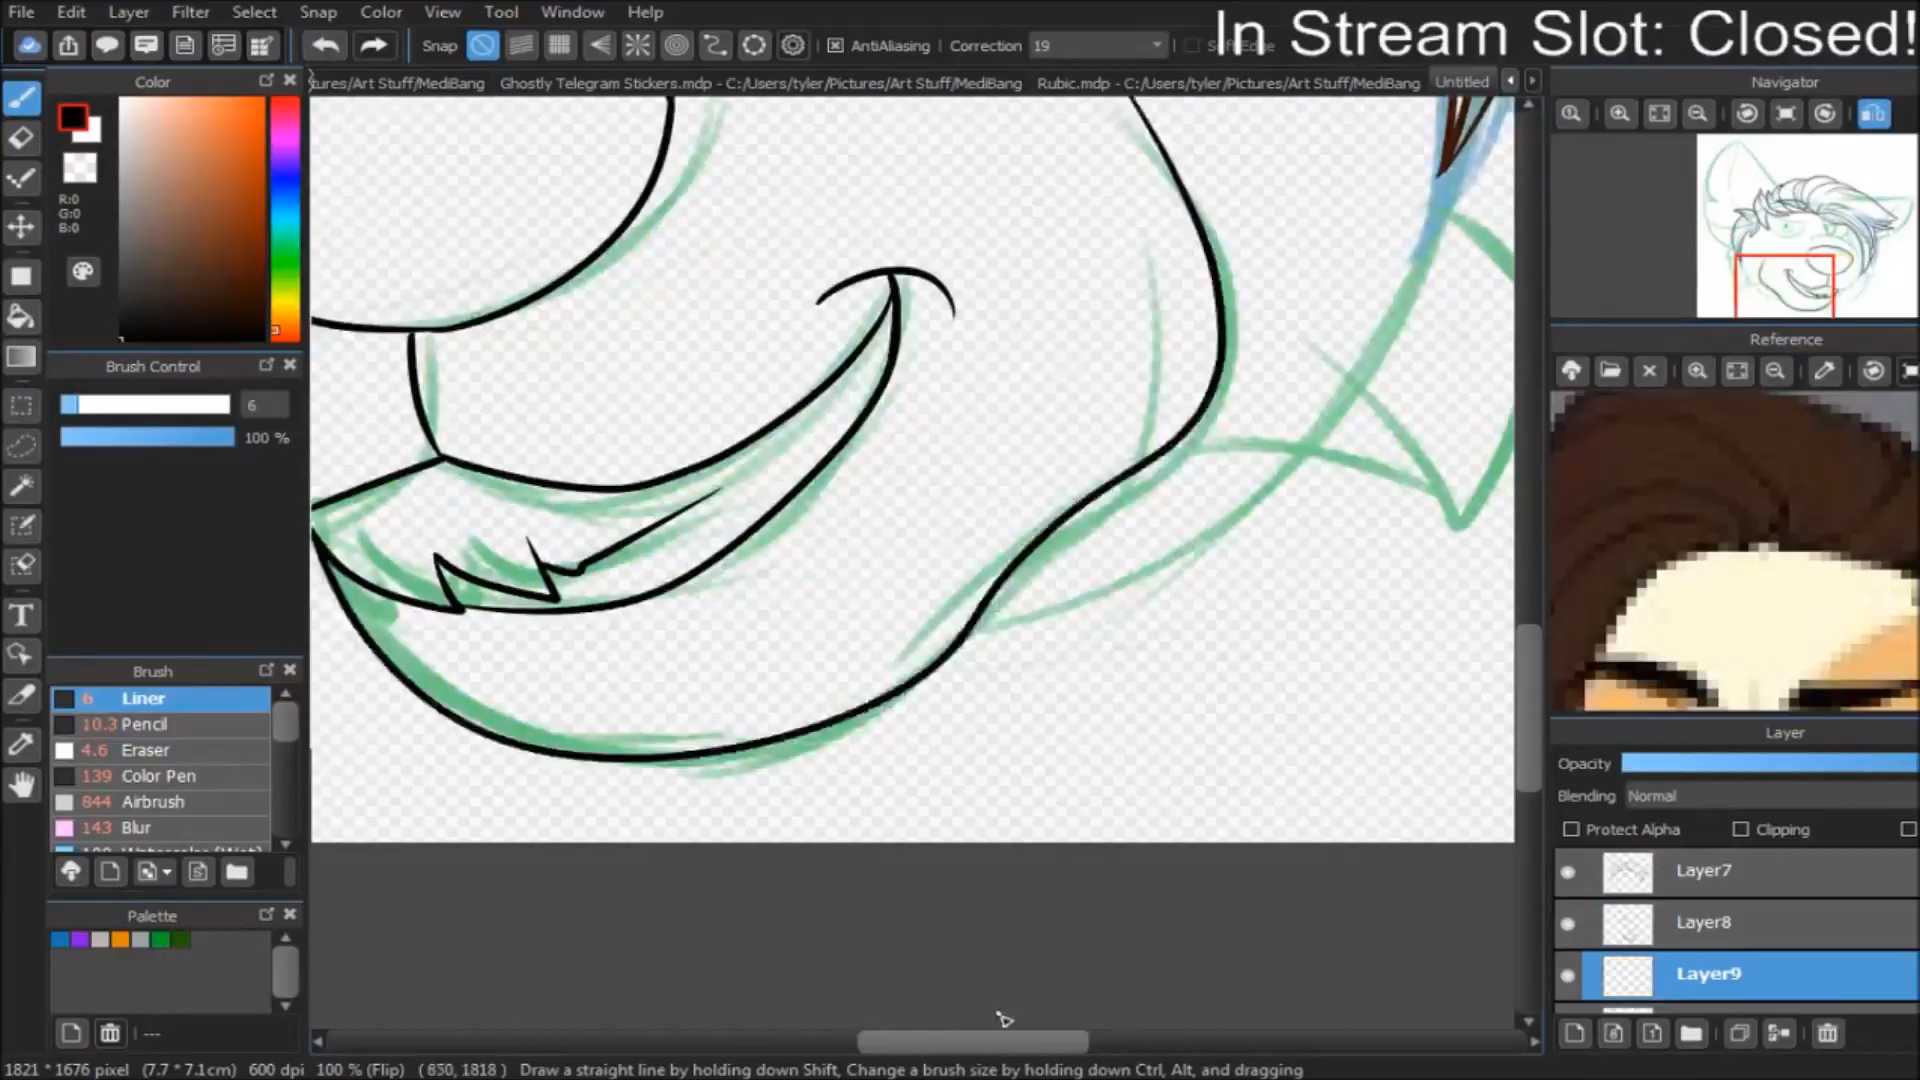 File Edit Layer Filter Select Snap Color View Tool Window Help
In Stream Slot: Closed!
Snap AntiAliasing Correction 19
Color
ures/Art Stuff/MediBang Ghostly Telegram Stickers.mdp - C:/Users/tyler/Pictures/Art Stuff/MediBang Rubic.mdp - C:/Users/tyler/Pictures/Art Stuff/MediBang Untitled
Navigator
R:0
G:0
B:0
Reference
Brush Control
6
100 %
Brush
6 Liner
10.3 Pencil
4.6 Eraser
139 Color Pen
844 Airbrush
143 Blur
Layer
Opacity
Blending Normal
Protect Alpha Clipping
Layer7
Layer8
Layer9
Palette
---
1821 * 1676 pixel (7.7 * 7.1cm) 600 dpi 100 % (Flip) ( 850, 1818 ) Draw a straight line by holding down Shift, Change a brush size by holding down Ctrl, Alt, and dragging